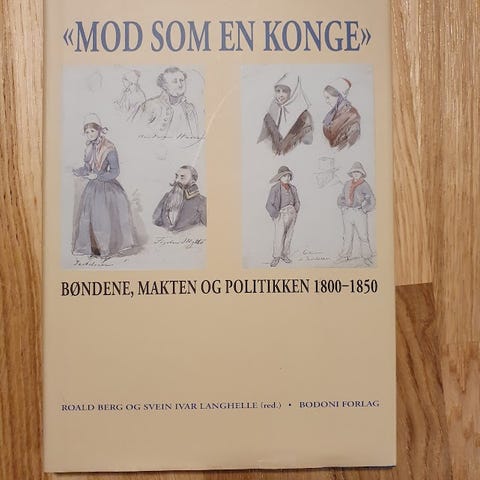 «MOD SOM EN KONGE»
BØNDENE, MAKTEN OG POLITIKKEN 1800–1850
ROALD BERG OG SVEIN IVAR LANGHELLE (red.) • BODONI FORLAG